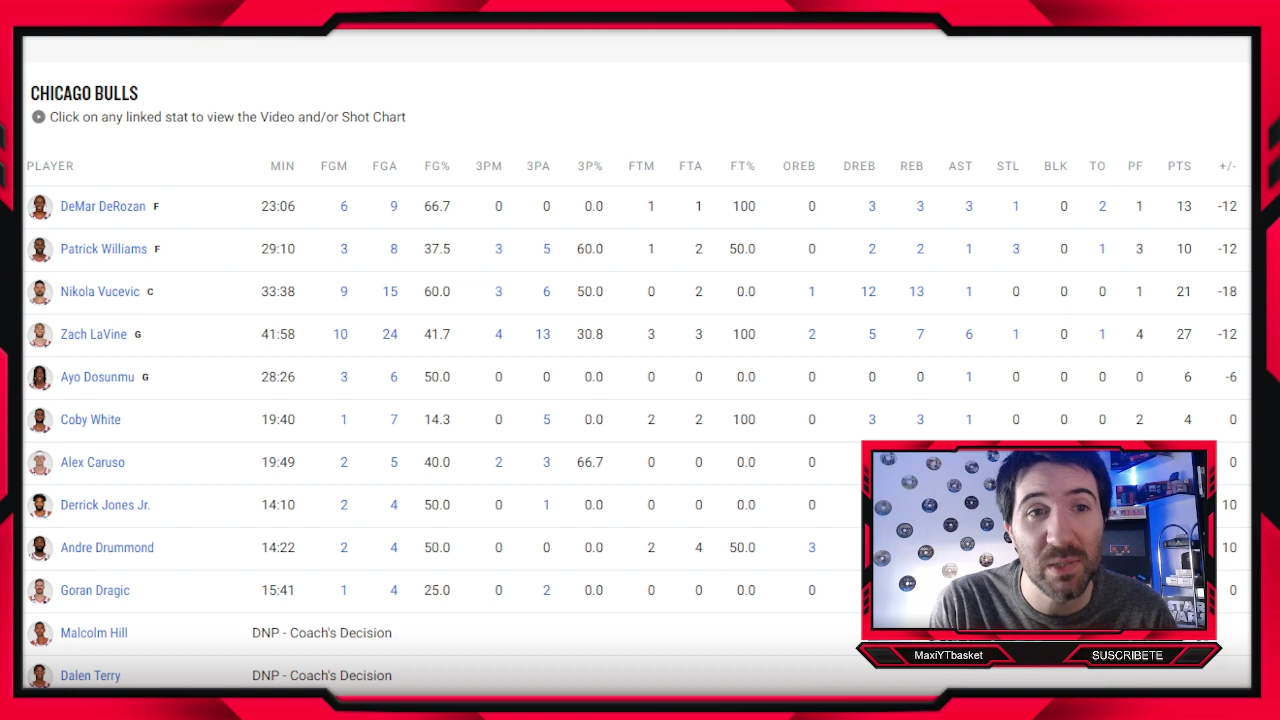 CHICAGO BULLS
Click on any linked stat to view the Video and/or Shot Chart
PLAYER MIN FGM FGA FG% 3PM 3PA 3P% FTM FTA FT% OREB DREB REB AST STL BLK TO PF PTS +/-
DeMar DeRozan F 23:06 6 9 66.7 0 0 0.0 1 1 100 0 3 3 3 1 0 2 1 13 -12
Patrick Williams F 29:10 3 8 37.5 3 5 60.0 1 2 50.0 0 2 2 1 3 0 1 3 10 -12
Nikola Vucevic C 33:38 9 15 60.0 3 6 50.0 0 2 0.0 1 12 13 1 0 0 0 1 21 -18
Zach LaVine G 41:58 10 24 41.7 4 13 30.8 3 3 100 2 5 7 6 1 0 1 4 27 -12
Ayo Dosunmu G 28:26 3 6 50.0 0 0 0.0 0 0 0.0 0 0 0 1 0 0 0 0 6 -6
Coby White 19:40 1 7 14.3 0 5 0.0 2 2 100 0 3 3 1 0 0 0 2 4 0
Alex Caruso 19:49 2 5 40.0 2 3 66.7 0 0 0.0 0 0
Derrick Jones Jr. 14:10 2 4 50.0 0 1 0.0 0 0 0.0 0 10
Andre Drummond 14:22 2 4 50.0 0 0 0.0 2 4 50.0 3 10
Goran Dragic 15:41 1 4 25.0 0 2 0.0 0 0 0.0 0 0
Malcolm Hill DNP - Coach's Decision
Dalen Terry DNP - Coach's Decision
STAR
MaxiYTbasket SUSCRIBETE